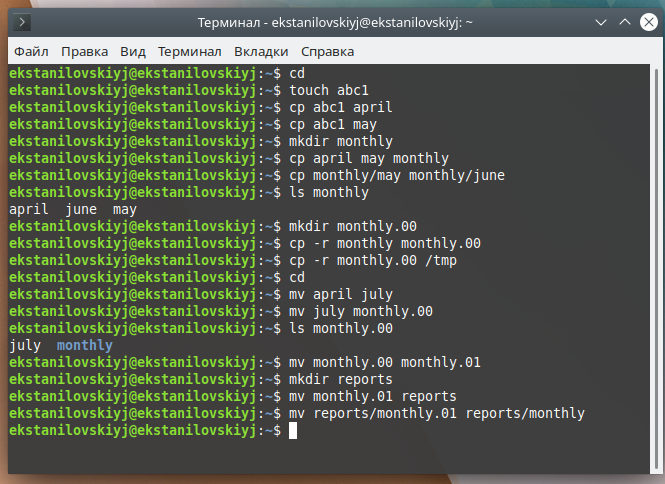 Терминал - ekstanilovskiyj@ekstanilovskiyj: ~
Файл Правка Вид Терминал Вкладки Справка
ekstanilovskiyj@ekstanilovskiyj:~$ cd
ekstanilovskiyj@ekstanilovskiyj:~$ touch abc1
ekstanilovskiyj@ekstanilovskiyj:~$ cp abc1 april
ekstanilovskiyj@ekstanilovskiyj:~$ cp abc1 may
ekstanilovskiyj@ekstanilovskiyj:~$ mkdir monthly
ekstanilovskiyj@ekstanilovskiyj:~$ cp april may monthly
ekstanilovskiyj@ekstanilovskiyj:~$ cp monthly/may monthly/june
ekstanilovskiyj@ekstanilovskiyj:~$ ls monthly
april  june  may
ekstanilovskiyj@ekstanilovskiyj:~$ mkdir monthly.00
ekstanilovskiyj@ekstanilovskiyj:~$ cp -r monthly monthly.00
ekstanilovskiyj@ekstanilovskiyj:~$ cp -r monthly.00 /tmp
ekstanilovskiyj@ekstanilovskiyj:~$ cd
ekstanilovskiyj@ekstanilovskiyj:~$ mv april july
ekstanilovskiyj@ekstanilovskiyj:~$ mv july monthly.00
ekstanilovskiyj@ekstanilovskiyj:~$ ls monthly.00
july  monthly
ekstanilovskiyj@ekstanilovskiyj:~$ mv monthly.00 monthly.01
ekstanilovskiyj@ekstanilovskiyj:~$ mkdir reports
ekstanilovskiyj@ekstanilovskiyj:~$ mv monthly.01 reports
ekstanilovskiyj@ekstanilovskiyj:~$ mv reports/monthly.01 reports/monthly
ekstanilovskiyj@ekstanilovskiyj:~$